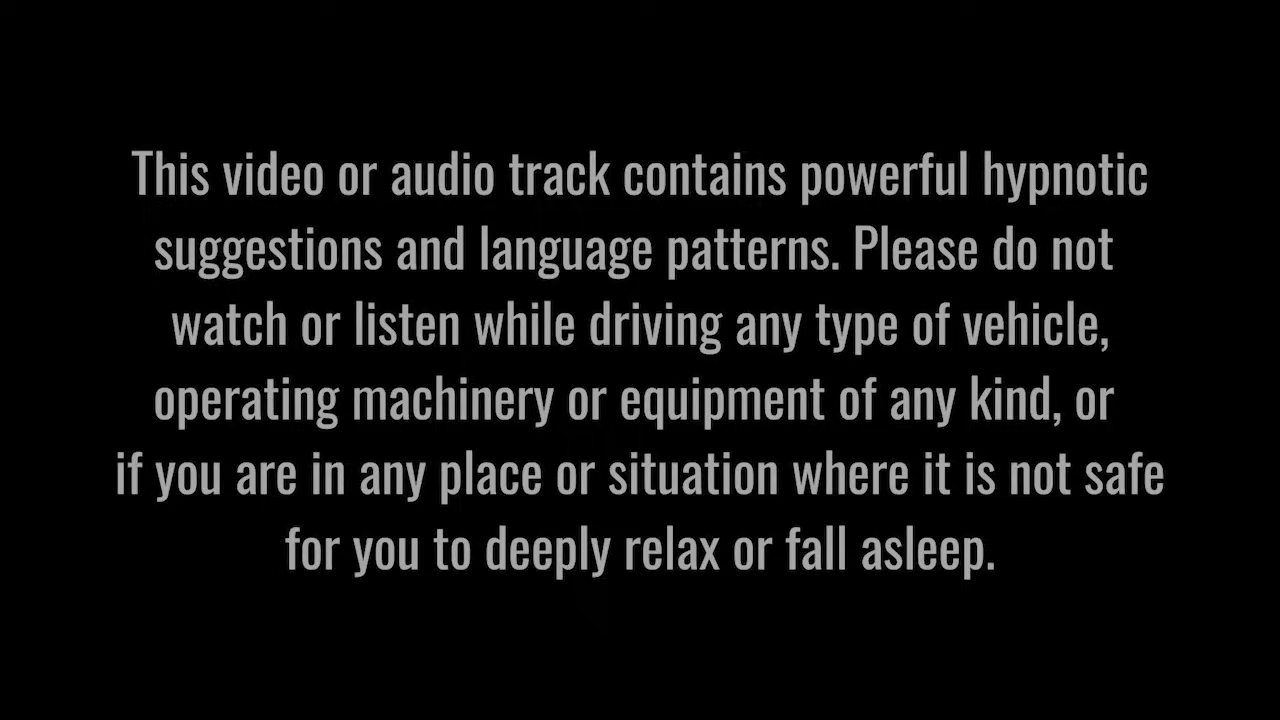 This video or audio track contains powerful hypnotic
suggestions and language patterns. Please do not
watch or listen while driving any type of vehicle,
operating machinery or equipment of any kind, or
if you are in any place or situation where it is not safe
for you to deeply relax or fall asleep.